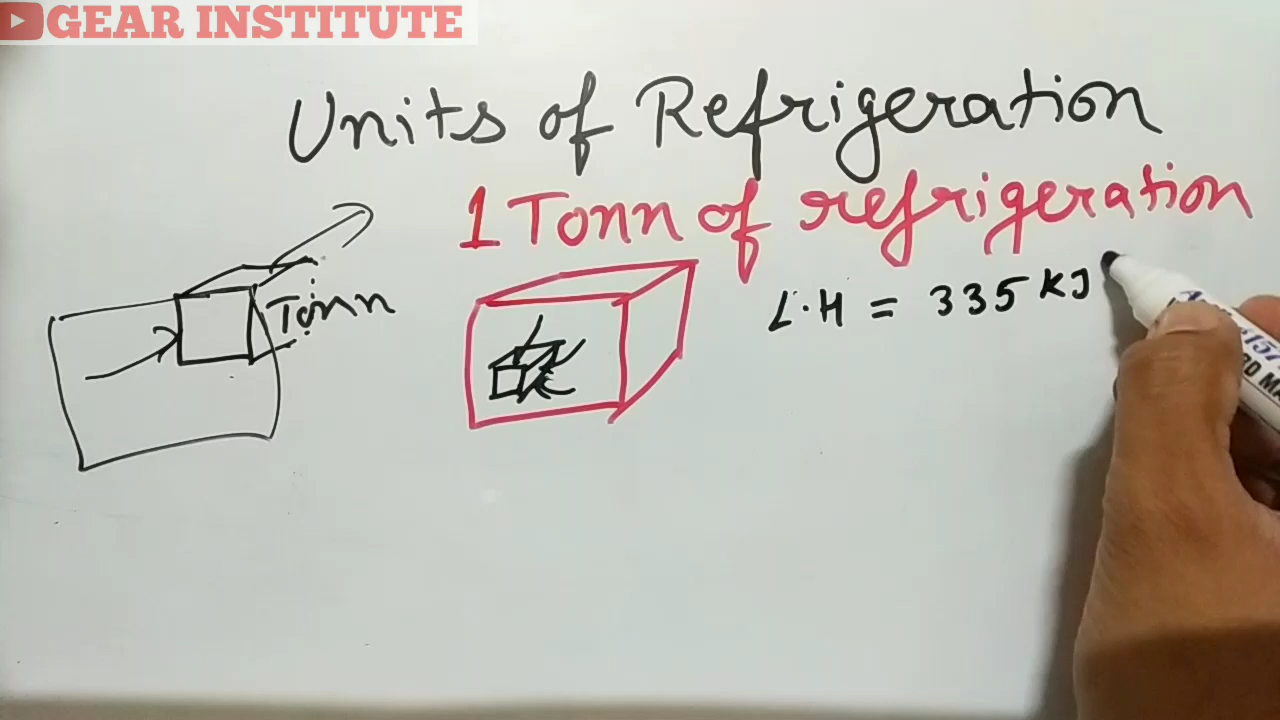 GEAR INSTITUTE
Units of Refrigeration
1 Tonn of refrigeration
Tonn
L.H = 335 KJ